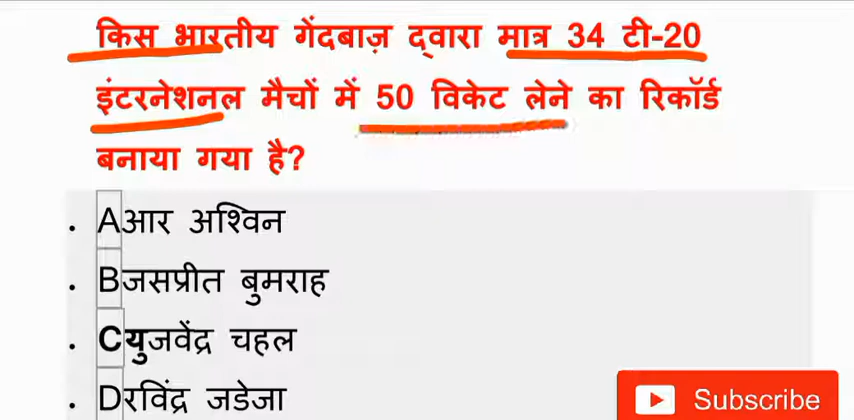 किस भारतीय गेंदबाज़ द्वारा मात्र 34 टी-20
इंटरनेशनल मैचों में 50 विकेट लेने का रिकॉर्ड
बनाया गया है?
. Aआर अश्विन
. Bजसप्रीत बुमराह
. Cयुजवेंद्र चहल
. Dरविंद्र जडेजा
Subscribe